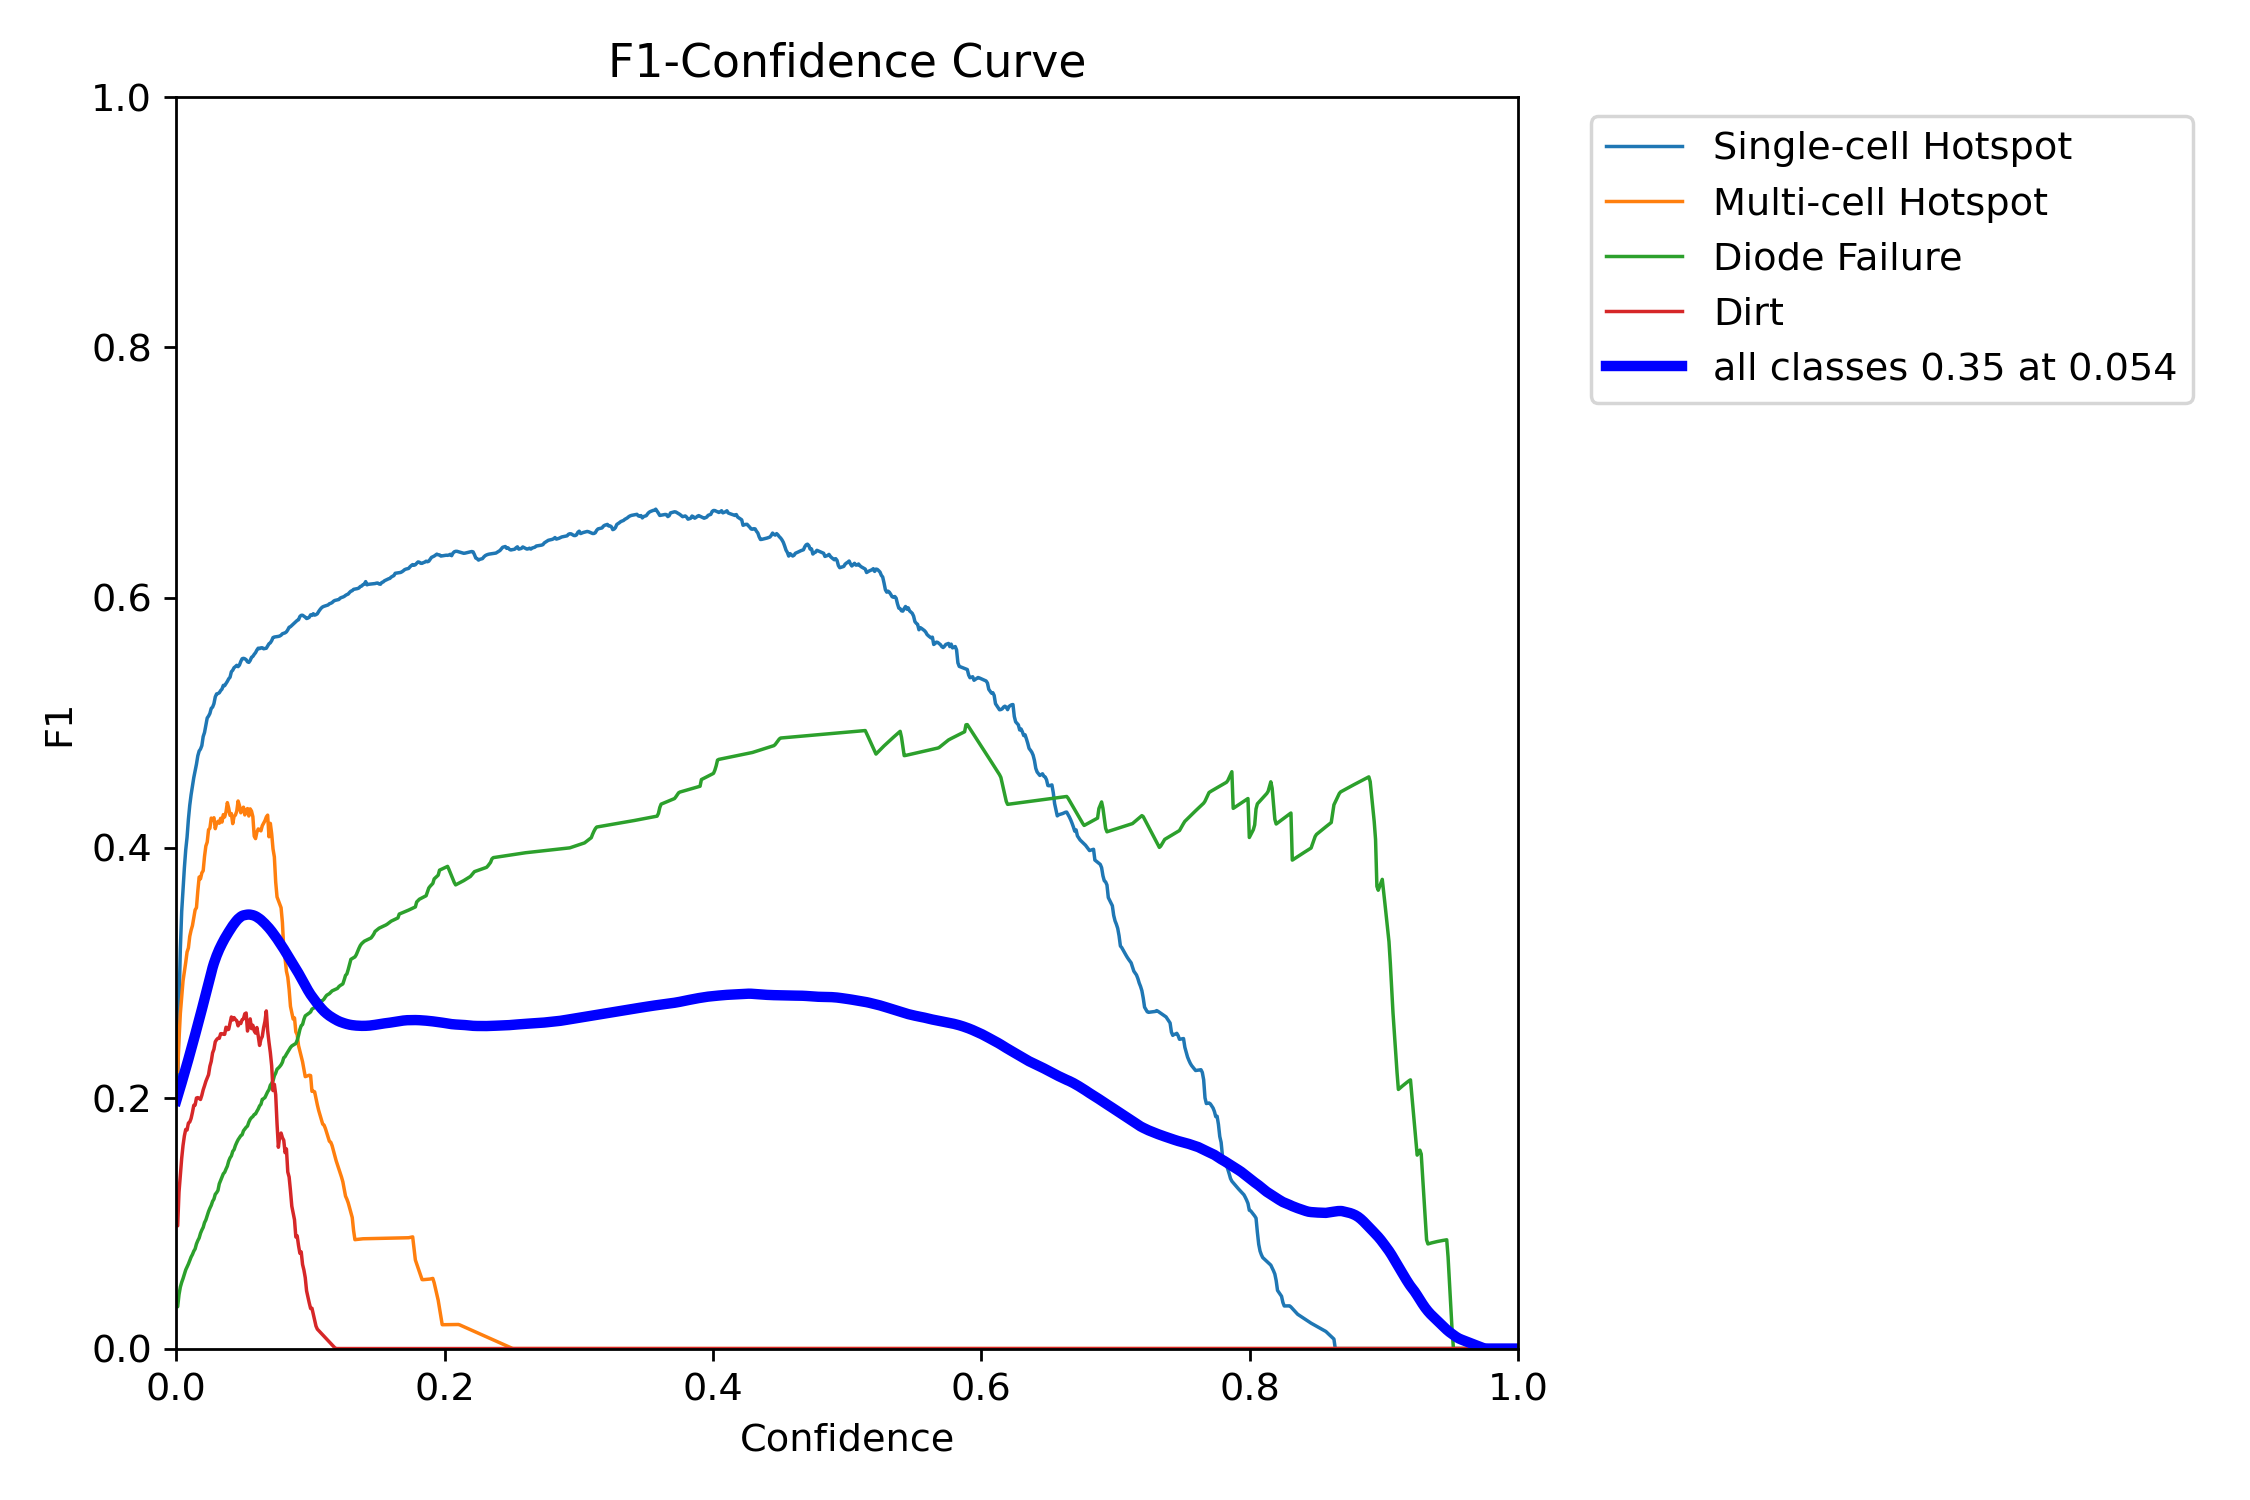 F1-Confidence Curve
1.0
0.8
0.6
0.4
0.2
0.0
F1
0.0 0.2 0.4 0.6 0.8 1.0
Confidence
Single-cell Hotspot
Multi-cell Hotspot
Diode Failure
Dirt
all classes 0.35 at 0.054